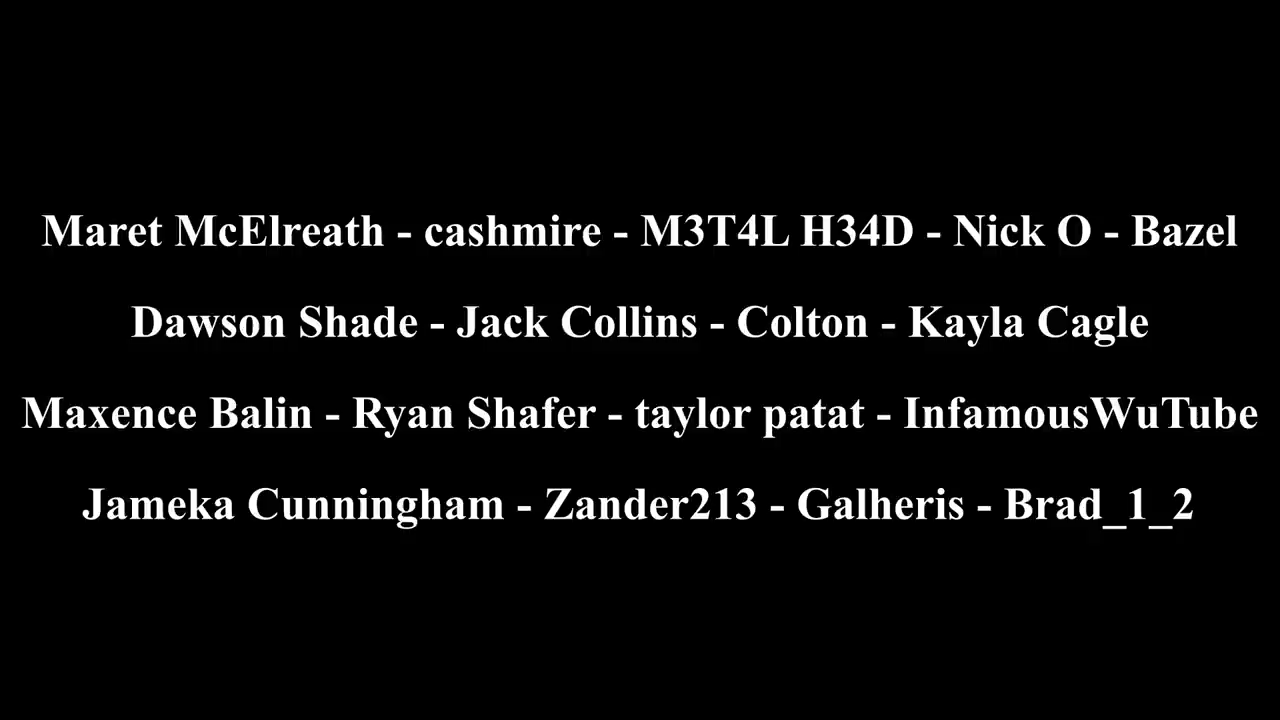 Maret McElreath - cashmire - M3T4L H34D - Nick O - Bazel
Dawson Shade - Jack Collins - Colton - Kayla Cagle
Maxence Balin - Ryan Shafer - taylor patat - InfamousWuTube
Jameka Cunningham - Zander213 - Galheris - Brad_1_2